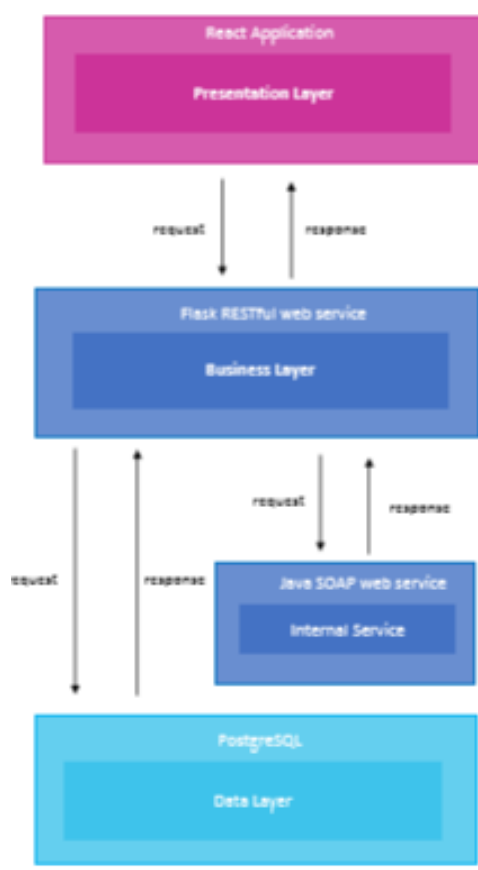 React Application
Presentation Layer
request
response
Flask RESTful web service
Business Layer
request
response
equest
response
Java SOAP web service
Internal Service
PostgreSQL
Data Layer